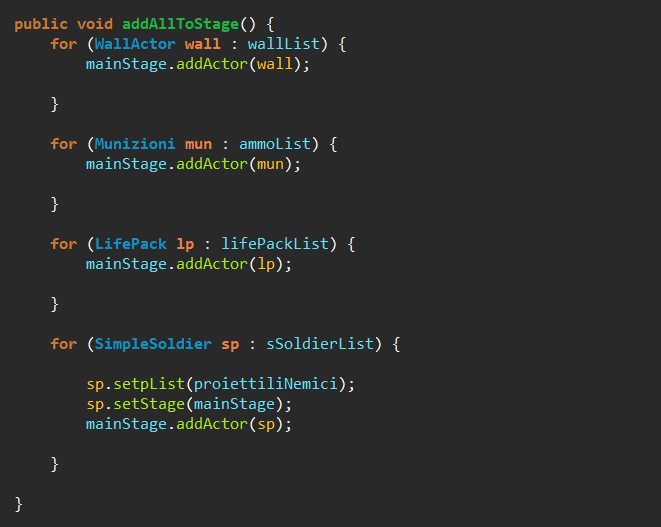 public void addAllToStage() {
    for (WallActor wall : wallList) {
        mainStage.addActor(wall);
    }
    for (Munizioni mun : ammoList) {
        mainStage.addActor(mun);
    }
    for (LifePack lp : lifePackList) {
        mainStage.addActor(lp);
    }
    for (SimpleSoldier sp : sSoldierList) {
        sp.setpList(proiettiliNemici);
        sp.setStage(mainStage);
        mainStage.addActor(sp);
    }
}